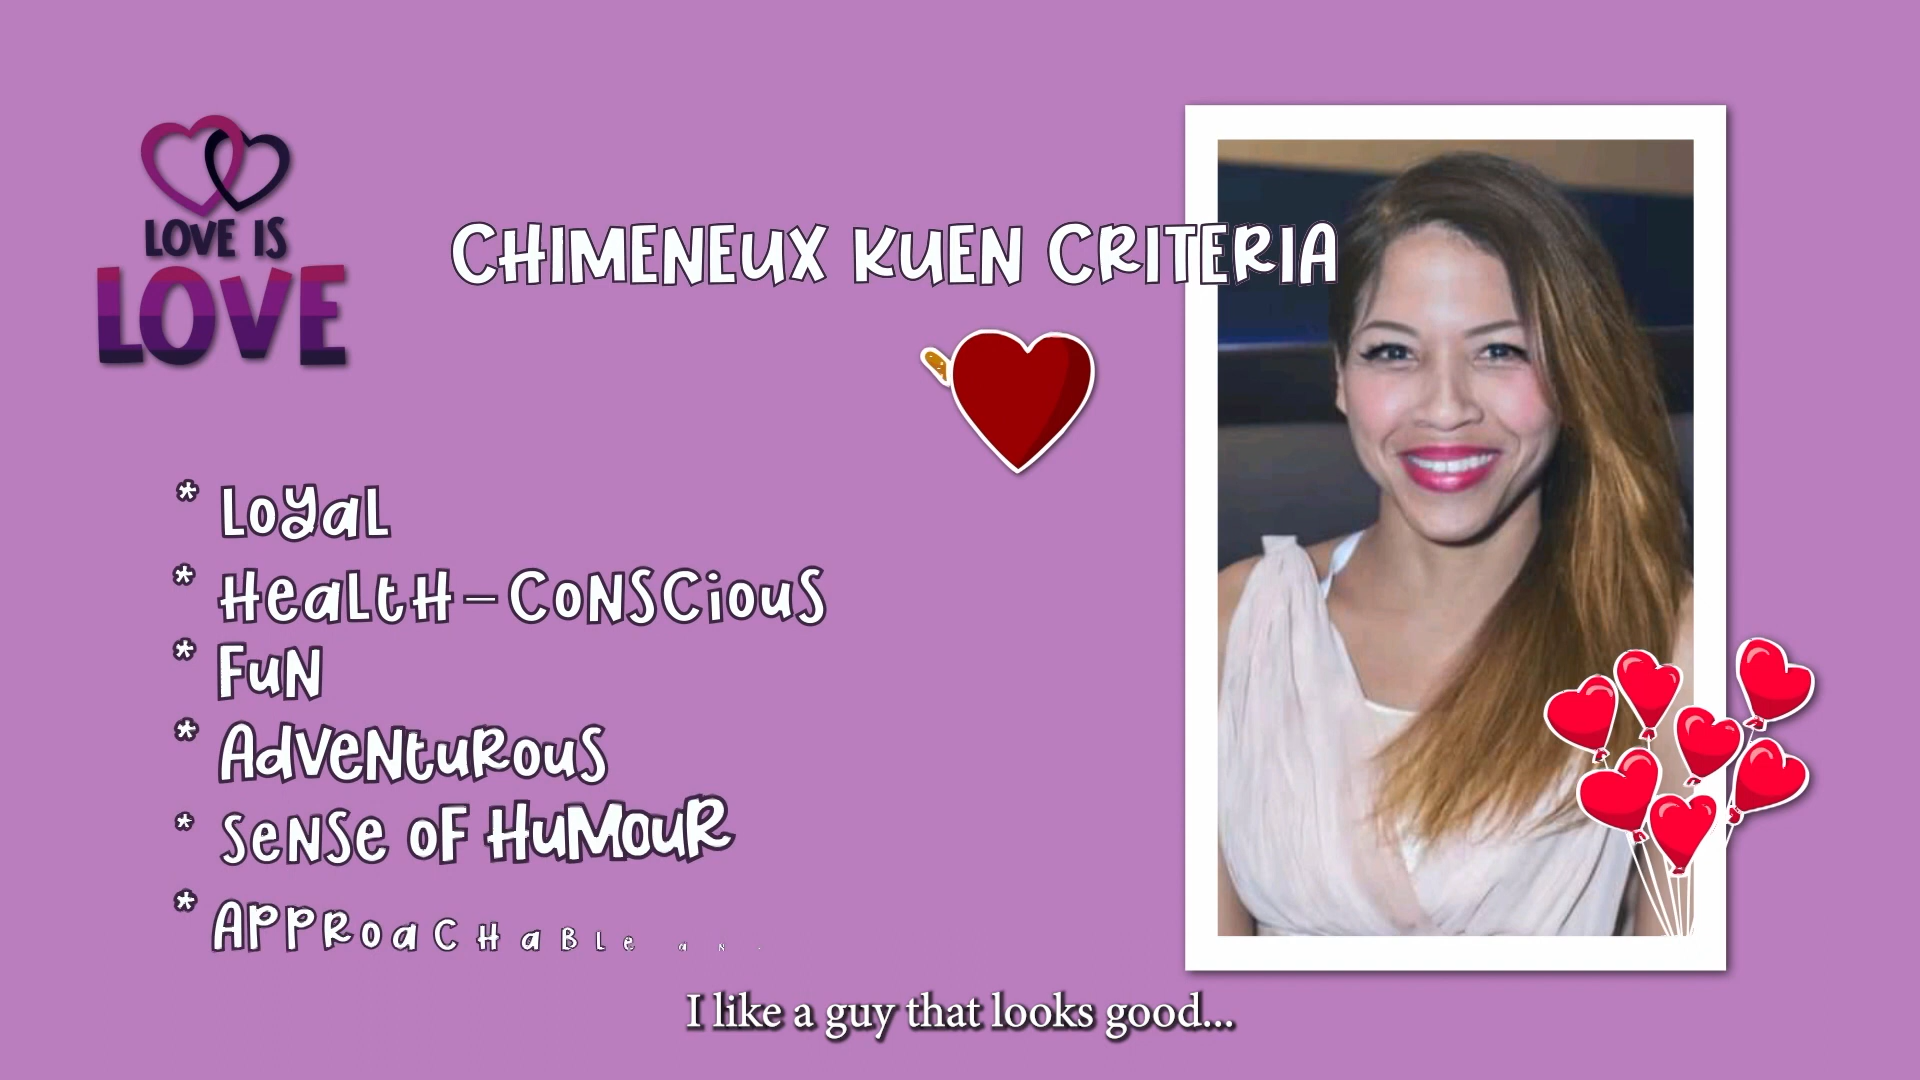 LOVE IS
LOVE
CHIMENEUX KUEN CRITERIA
* LOYAL
* HEALTH-CONSCIOUS
* FUN
* ADVENTUROUS
* SENSE OF HUMOUR
* APPROACHABLE AN
I like a guy that looks good...